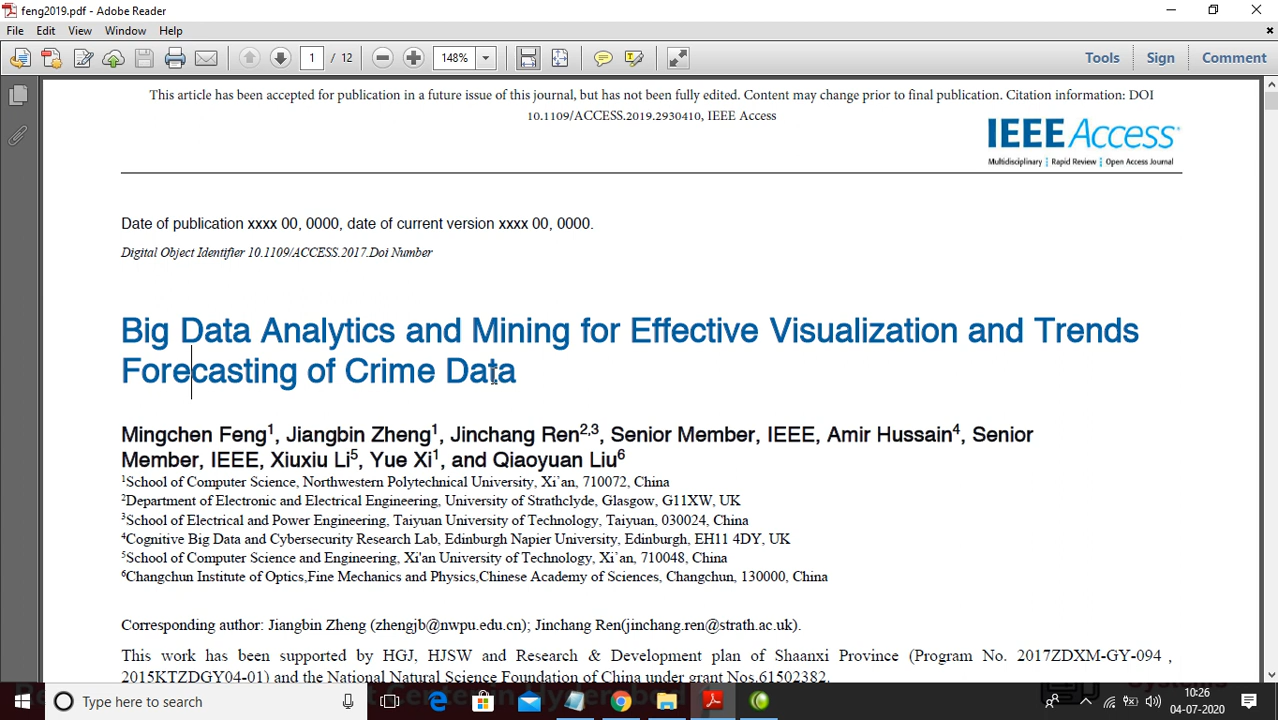 feng2019.pdf - Adobe Reader
File Edit View Window Help
1 / 12 148% Tools Sign Comment
This article has been accepted for publication in a future issue of this journal, but has not been fully edited. Content may change prior to final publication. Citation information: DOI
10.1109/ACCESS.2019.2930410, IEEE Access
IEEE Access
Multidisciplinary | Rapid Review | Open Access Journal
Date of publication xxxx 00, 0000, date of current version xxxx 00, 0000.
Digital Object Identifier 10.1109/ACCESS.2017.Doi Number
Big Data Analytics and Mining for Effective Visualization and Trends
Forecasting of Crime Data
Mingchen Feng1, Jiangbin Zheng1, Jinchang Ren2,3, Senior Member, IEEE, Amir Hussain4, Senior
Member, IEEE, Xiuxiu Li5, Yue Xi1, and Qiaoyuan Liu6
1School of Computer Science, Northwestern Polytechnical University, Xi'an, 710072, China
2Department of Electronic and Electrical Engineering, University of Strathclyde, Glasgow, G11XW, UK
3School of Electrical and Power Engineering, Taiyuan University of Technology, Taiyuan, 030024, China
4Cognitive Big Data and Cybersecurity Research Lab, Edinburgh Napier University, Edinburgh, EH11 4DY, UK
5School of Computer Science and Engineering, Xi'an University of Technology, Xi'an, 710048, China
6Changchun Institute of Optics,Fine Mechanics and Physics,Chinese Academy of Sciences, Changchun, 130000, China
Corresponding author: Jiangbin Zheng (zhengjb@nwpu.edu.cn); Jinchang Ren(jinchang.ren@strath.ac.uk).
This work has been supported by HGJ, HJSW and Research & Development plan of Shaanxi Province (Program No. 2017ZDXM-GY-094 ,
2015KTZDGY04-01) and the National Natural Science Foundation of China under grant Nos.61502382,
Type here to search
10:26
04-07-2020